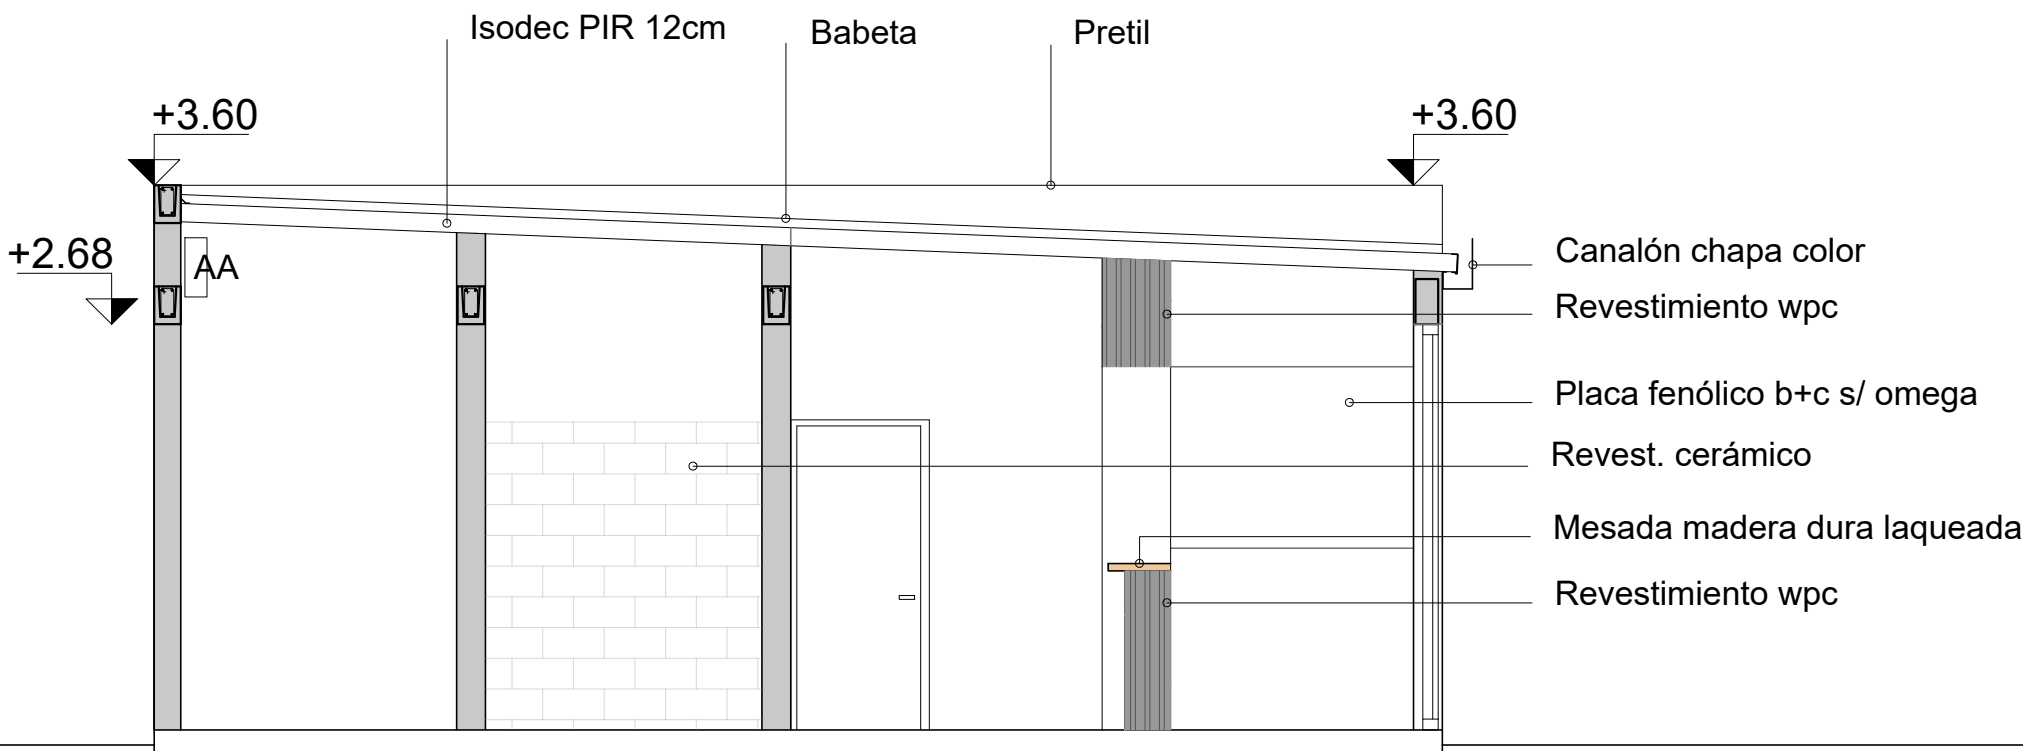 Isodec PIR 12cm
Babeta
Pretil
+3.60
+3.60
+2.68
AA
Canalón chapa color
Revestimiento wpc
Placa fenólico b+c s/ omega
Revest. cerámico
Mesada madera dura laqueada
Revestimiento wpc